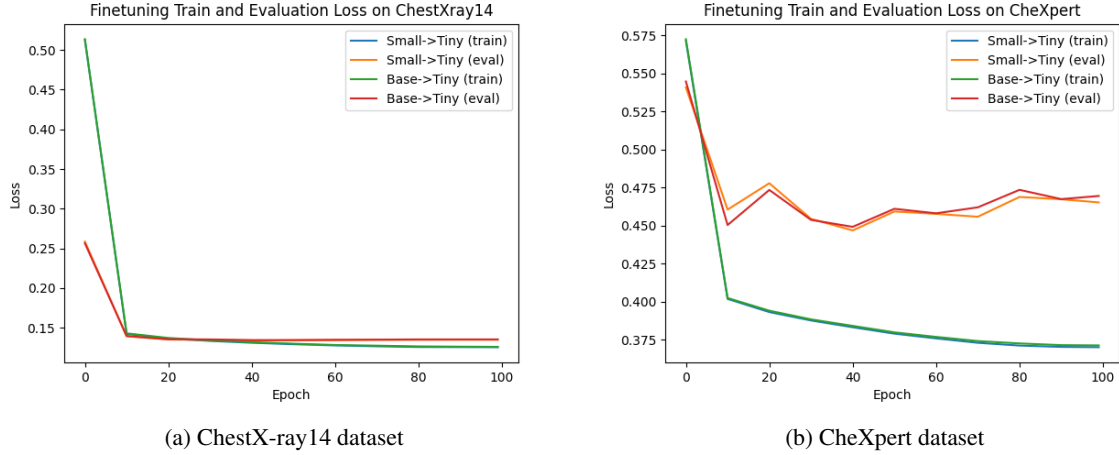 Finetuning Train and Evaluation Loss on ChestXray14
Loss
0.50
0.45
0.40
0.35
0.30
0.25
0.20
0.15
Small->Tiny (train)
Small->Tiny (eval)
Base->Tiny (train)
Base->Tiny (eval)
0 20 40 60 80 100
Epoch
(a) ChestX-ray14 dataset
Finetuning Train and Evaluation Loss on CheXpert
Loss
0.575
0.550
0.525
0.500
0.475
0.450
0.425
0.400
0.375
Small->Tiny (train)
Small->Tiny (eval)
Base->Tiny (train)
Base->Tiny (eval)
0 20 40 60 80 100
Epoch
(b) CheXpert dataset